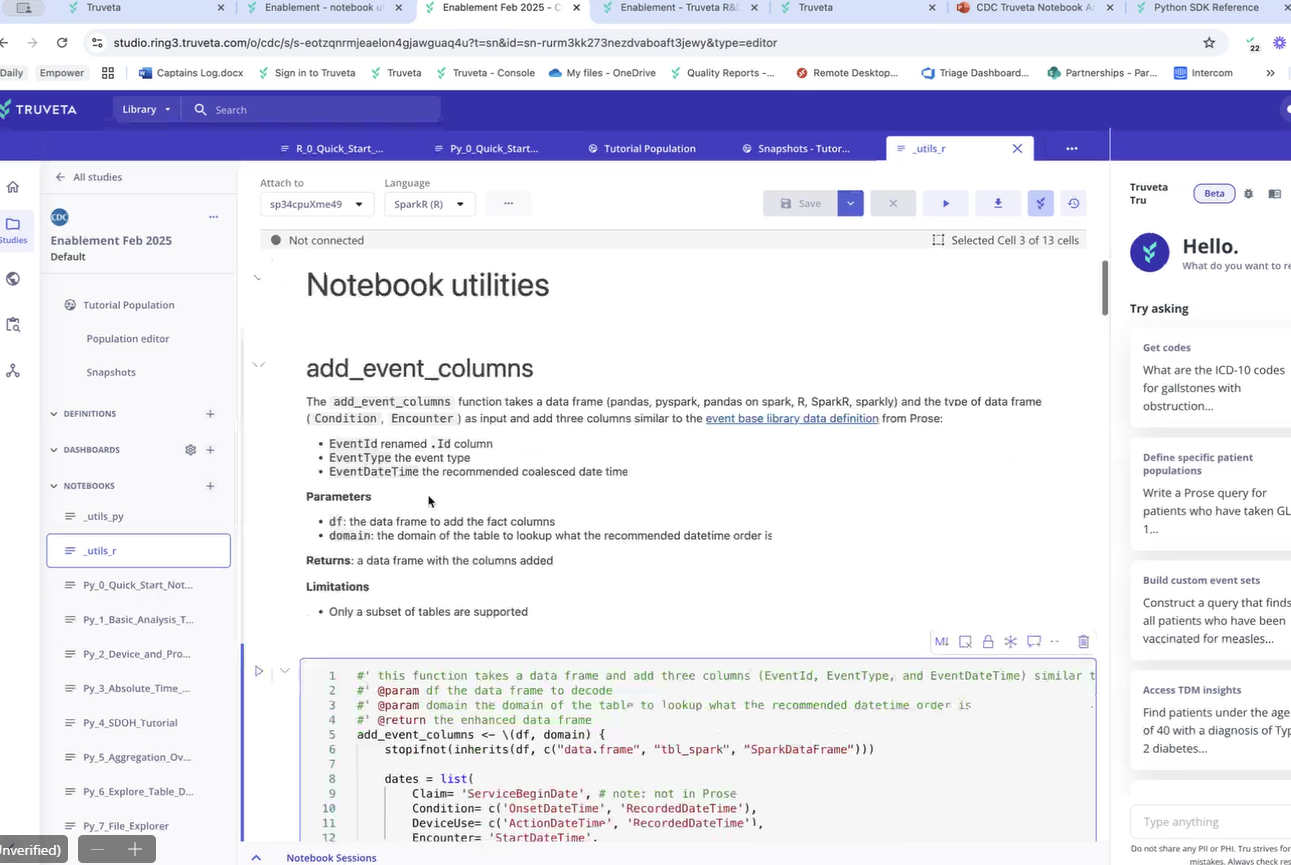 Truveta
Enablement - notebook ut
Enablement Feb 2025 - C
Enablement - Truveta R&D
Truveta
CDC Truveta Notebook Ar
Python SDK Reference
studio.ring3.truveta.com/o/cdc/s/s-eotzqnrmjeaelon4gjawguaq4u?t=sn&id=sn-rurm3kk273nezdvaboaft3jewy&type=editor
22
Daily
Empower
Captains Log.docx
Sign in to Truveta
Truveta
Truveta - Console
My files - OneDrive
Quality Reports -...
Remote Desktop...
Triage Dashboard...
Partnerships - Par...
Intercom
TRUVETA
Library
Search
R_0_Quick_Start_...
Py_0_Quick_Start...
Tutorial Population
Snapshots - Tutor...
_utils_r
All studies
CDC
Enablement Feb 2025
Default
Tutorial Population
Population editor
Snapshots
DEFINITIONS
DASHBOARDS
NOTEBOOKS
_utils_py
_utils_r
Py_0_Quick_Start_Not...
Py_1_Basic_Analysis_T...
Py_2_Device_and_Pro...
Py_3_Absolute_Time_...
Py_4_SDOH_Tutorial
Py_5_Aggregation_Ov...
Py_6_Explore_Table_D...
Py_7_File_Explorer
Studies
Attach to
Language
sp34cpuXme49
SparkR (R)
Save
Not connected
Selected Cell 3 of 13 cells
Notebook utilities
add_event_columns
The add_event_columns function takes a data frame (pandas, pyspark, pandas on spark, R, SparkR, sparkly) and the type of data frame
(Condition, Encounter) as input and add three columns similar to the event base library data definition from Prose:
• EventId renamed .Id column
• EventType the event type
• EventDateTime the recommended coalesced date time
Parameters
• df: the data frame to add the fact columns
• domain: the domain of the table to lookup what the recommended datetime order is
Returns: a data frame with the columns added
Limitations
• Only a subset of tables are supported
1 #' this function takes a data frame and add three columns (EventId, EventType, and EventDateTime) similar t
2 #' @param df the data frame to decode
3 #' @param domain the domain of the table to lookup what the recommended datetime order is
4 #' @return the enhanced data frame
5 add_event_columns <- \(df, domain) {
6 stopifnot(inherits(df, c("data.frame", "tbl_spark", "SparkDataFrame")))
7
8 dates = list(
9 Claim= 'ServiceBeginDate', # note: not in Prose
10 Condition= c('OnsetDateTime', 'RecordedDateTime'),
11 DeviceUse= c('ActionDateTime', 'RecordedDateTime'),
12 Encounter= 'StartDateTime',
Notebook Sessions
Truveta
Tru
Beta
Hello.
What do you want to re
Try asking
Get codes
What are the ICD-10 codes
for gallstones with
obstruction...
Define specific patient
populations
Write a Prose query for
patients who have taken GL
1...
Build custom event sets
Construct a query that finds
all patients who have been
vaccinated for measles...
Access TDM insights
Find patients under the age
of 40 with a diagnosis of Typ
2 diabetes...
Type anything
Do not share any PII or PHI. Tru strives for
mistakes. Always check res
Unverified)